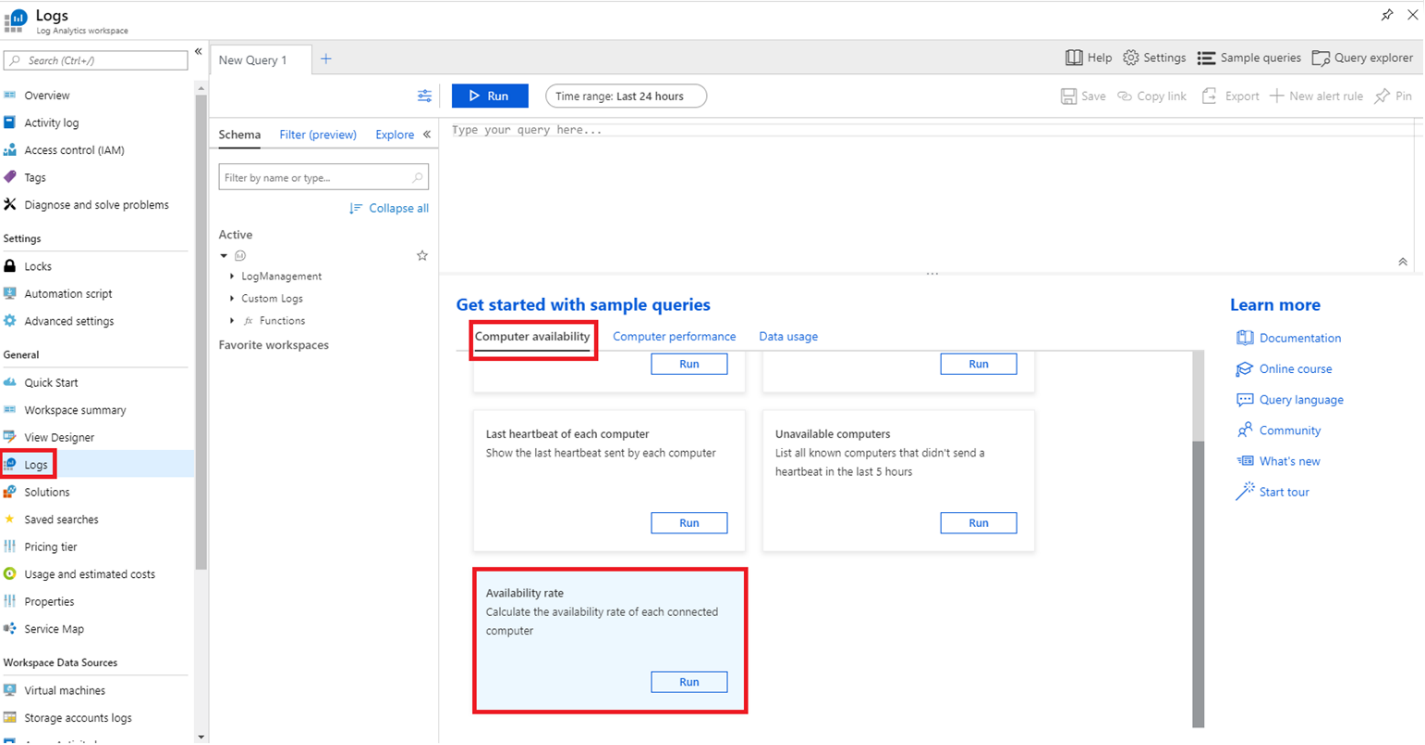 Logs
Log Analytics workspace
Search (Ctrl+/)
Overview
Activity log
Access control (IAM)
Tags
Diagnose and solve problems
Settings
Locks
Automation script
Advanced settings
General
Quick Start
Workspace summary
View Designer
Logs
Solutions
Saved searches
Pricing tier
Usage and estimated costs
Properties
Service Map
Workspace Data Sources
Virtual machines
Storage accounts logs
New Query 1
Help
Settings
Sample queries
Query explorer
Run
Time range: Last 24 hours
Save
Copy link
Export
New alert rule
Pin
Schema
Filter (preview)
Explore
Filter by name or type...
Collapse all
Active
LogManagement
Custom Logs
fx Functions
Favorite workspaces
Type your query here...
Get started with sample queries
Computer availability
Computer performance
Data usage
Run
Run
Last heartbeat of each computer
Show the last heartbeat sent by each computer
Run
Unavailable computers
List all known computers that didn't send a
heartbeat in the last 5 hours
Run
Availability rate
Calculate the availability rate of each connected
computer
Run
Learn more
Documentation
Online course
Query language
Community
What's new
Start tour